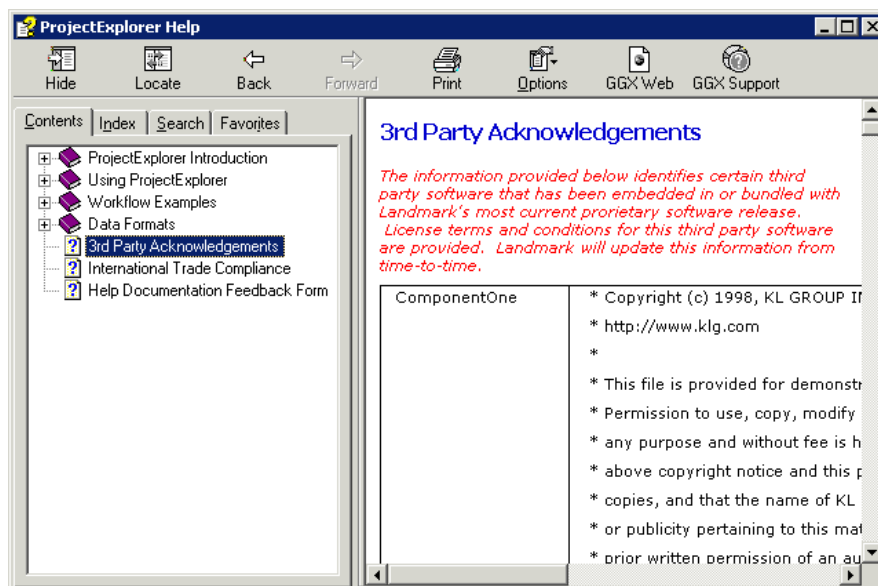 ProjectExplorer Help
Hide Locate Back Forward Print Options GGX Web GGX Support
Contents Index Search Favorites
ProjectExplorer Introduction
Using ProjectExplorer
Workflow Examples
Data Formats
3rd Party Acknowledgements
International Trade Compliance
Help Documentation Feedback Form
3rd Party Acknowledgements
The information provided below identifies certain third
party software that has been embedded in or bundled with
Landmark's most current prorietary software release.
License terms and conditions for this third party software
are provided. Landmark will update this information from
time-to-time.
ComponentOne
* Copyright (c) 1998, KL GROUP
* http://www.klg.com
*
* This file is provided for
* Permission to use, copy, modify
* any purpose and without fee is
* above copyright notice and this
* copies, and that the name of KL
* or publicity pertaining to this
* prior written permission of an